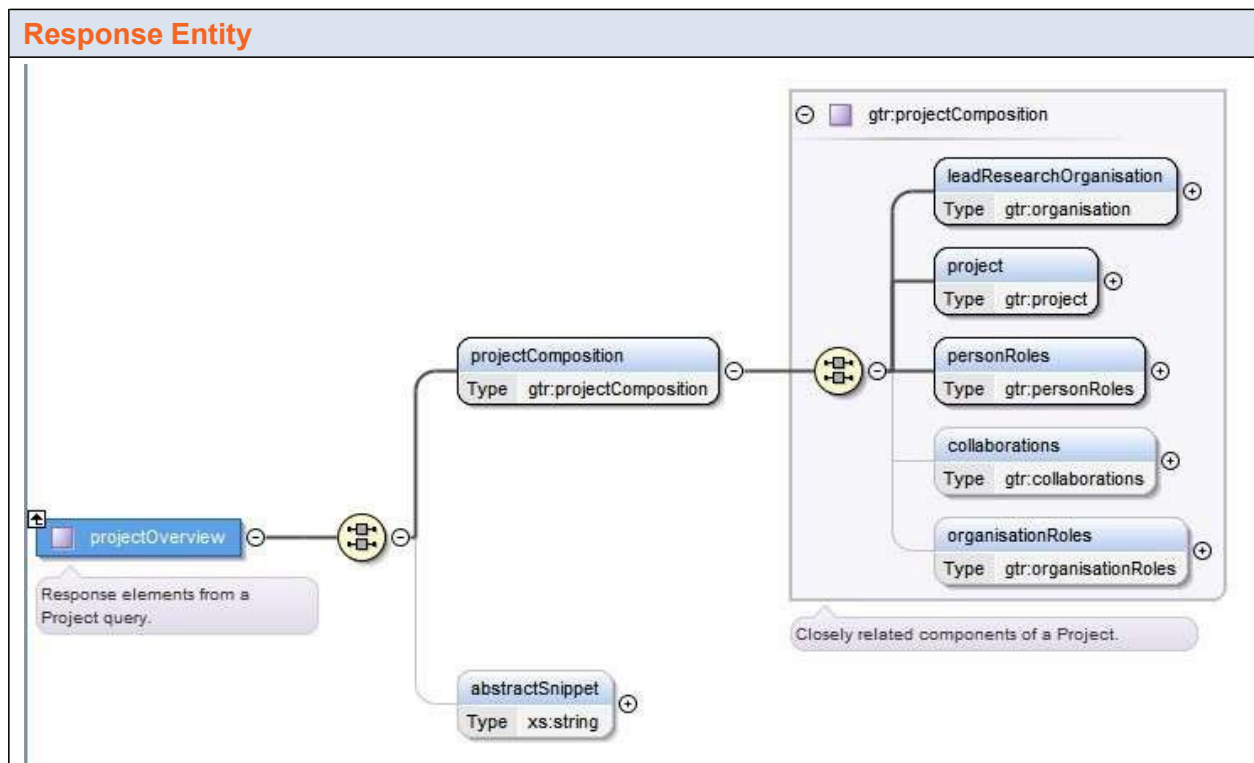 Response Entity
gtr:projectComposition
leadResearchOrganisation
Type gtr:organisation
project
Type gtr:project
projectComposition
Type gtr:projectComposition
personRoles
Type gtr:personRoles
collaborations
Type gtr:collaborations
projectOverview
organisationRoles
Type gtr:organisationRoles
Response elements from a
Project query.
Closely related components of a Project.
abstractSnippet
Type xs:string